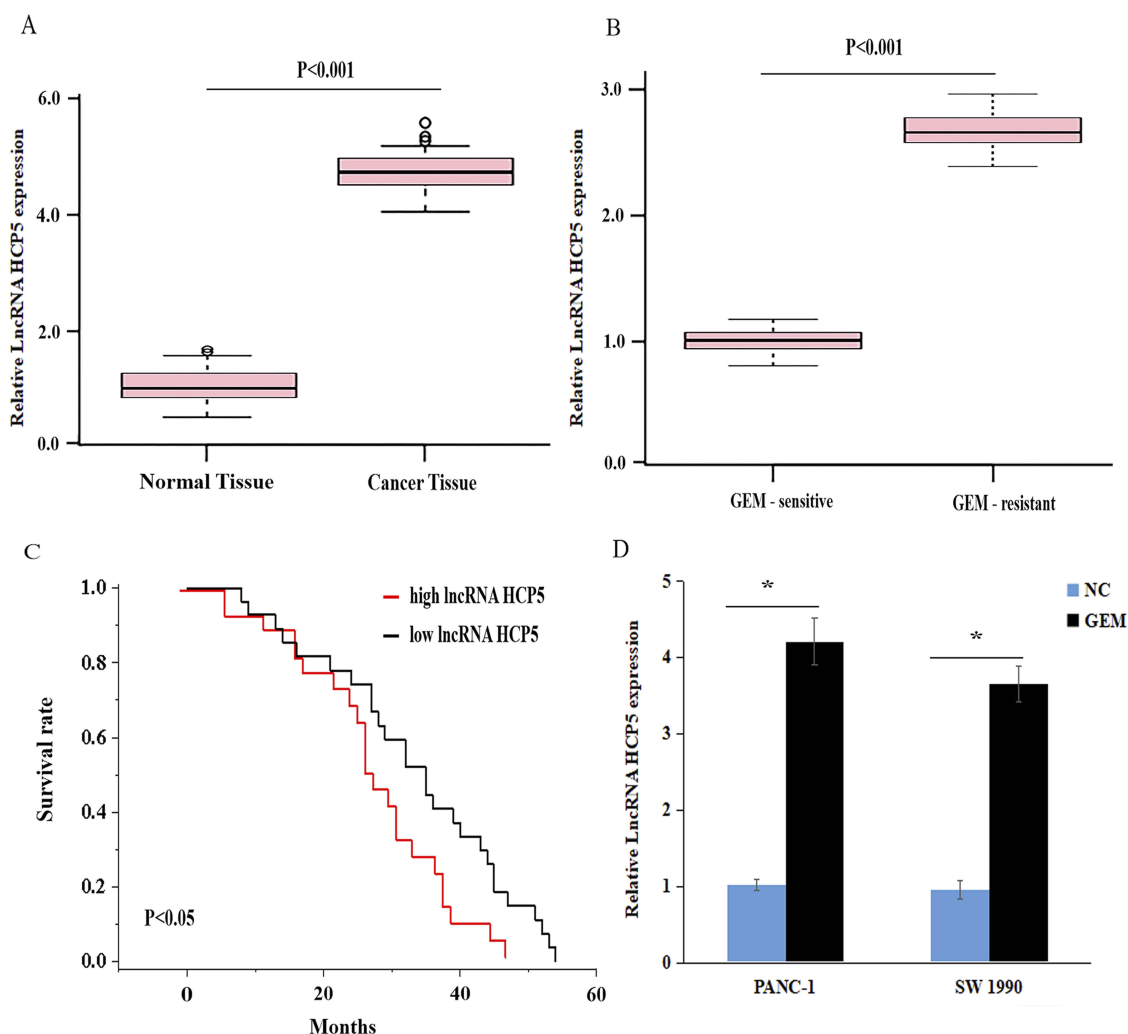 A
P<0.001
Relative LncRNA HCP5 expression
6.0
4.0
2.0
0.0
Normal Tissue
Cancer Tissue
B
P<0.001
Relative LncRNA HCP5 expression
3.0
2.0
1.0
0.0
GEM - sensitive
GEM - resistant
C
Survival rate
1.0
0.8
0.6
0.4
0.2
0.0
high lncRNA HCP5
low lncRNA HCP5
P<0.05
0
20
40
60
Months
D
Relative LncRNA HCP5 expression
5
4
3
2
1
0
*
*
NC
GEM
PANC-1
SW 1990